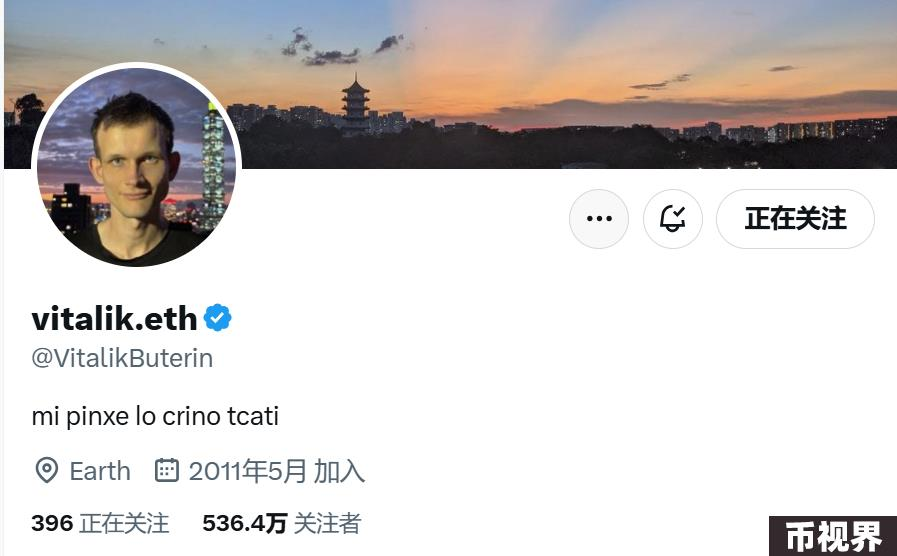 正在关注
vitalik.eth
@VitalikButerin
mi pinxe lo crino tcati
Earth 2011年5月 加入
396 正在关注 536.4万 关注者
币视界